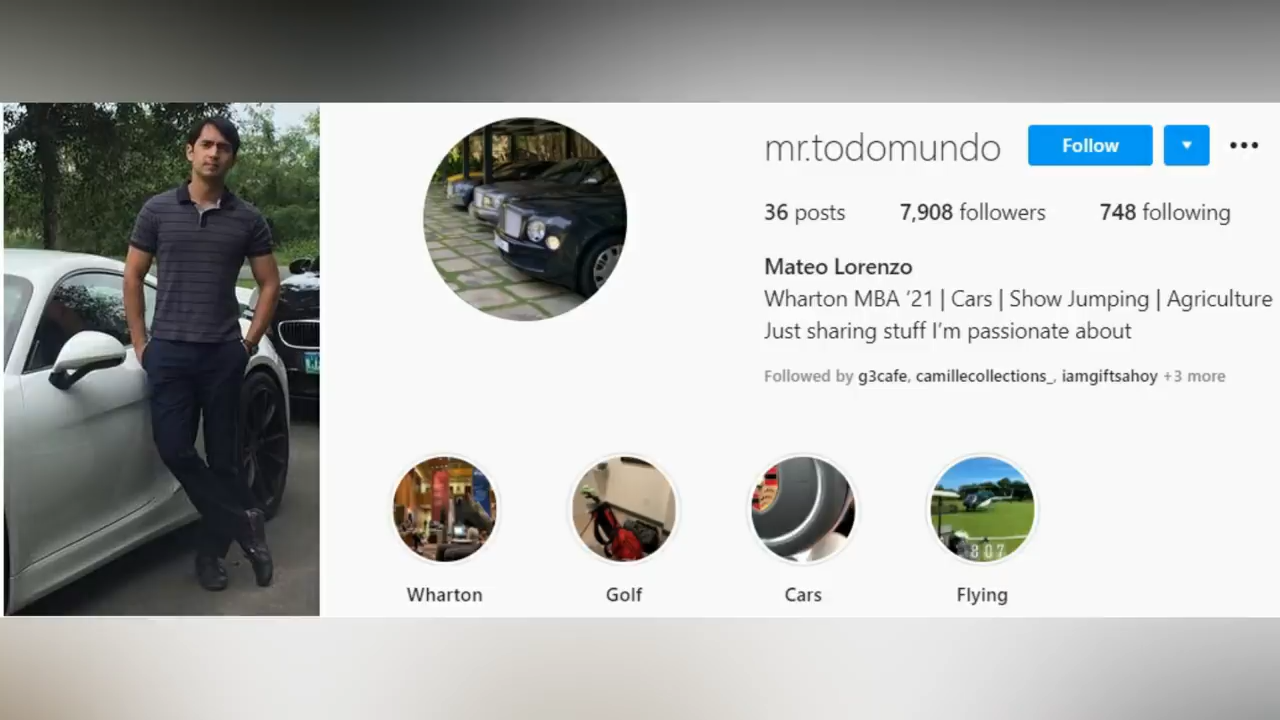 mr.todomundo Follow
36 posts 7,908 followers 748 following
Mateo Lorenzo
Wharton MBA ’21 | Cars | Show Jumping | Agriculture
Just sharing stuff I’m passionate about
Followed by g3cafe, camillecollections_, iamgiftsahoy +3 more
807
Wharton Golf Cars Flying